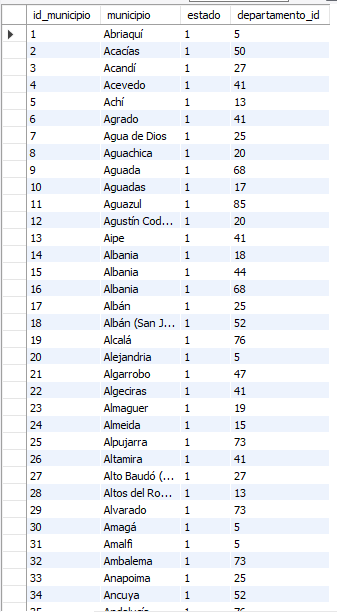 id_municipio municipio estado departamento_id
1 Abriaquí 1 5
2 Acacías 1 50
3 Acandí 1 27
4 Acevedo 1 41
5 Achí 1 13
6 Agrado 1 41
7 Agua de Dios 1 25
8 Aguachica 1 20
9 Aguada 1 68
10 Aguadas 1 17
11 Aguazul 1 85
12 Agustín Cod... 1 20
13 Aipe 1 41
14 Albania 1 18
15 Albania 1 44
16 Albania 1 68
17 Albán 1 25
18 Albán (San J... 1 52
19 Alcalá 1 76
20 Alejandria 1 5
21 Algarrobo 1 47
22 Algeciras 1 41
23 Almaguer 1 19
24 Almeida 1 15
25 Alpujarra 1 73
26 Altamira 1 41
27 Alto Baudó (... 1 27
28 Altos del Ro... 1 13
29 Alvarado 1 73
30 Amagá 1 5
31 Amalfi 1 5
32 Ambalema 1 73
33 Anapoima 1 25
34 Ancuya 1 52
35 Andalucía 1 76